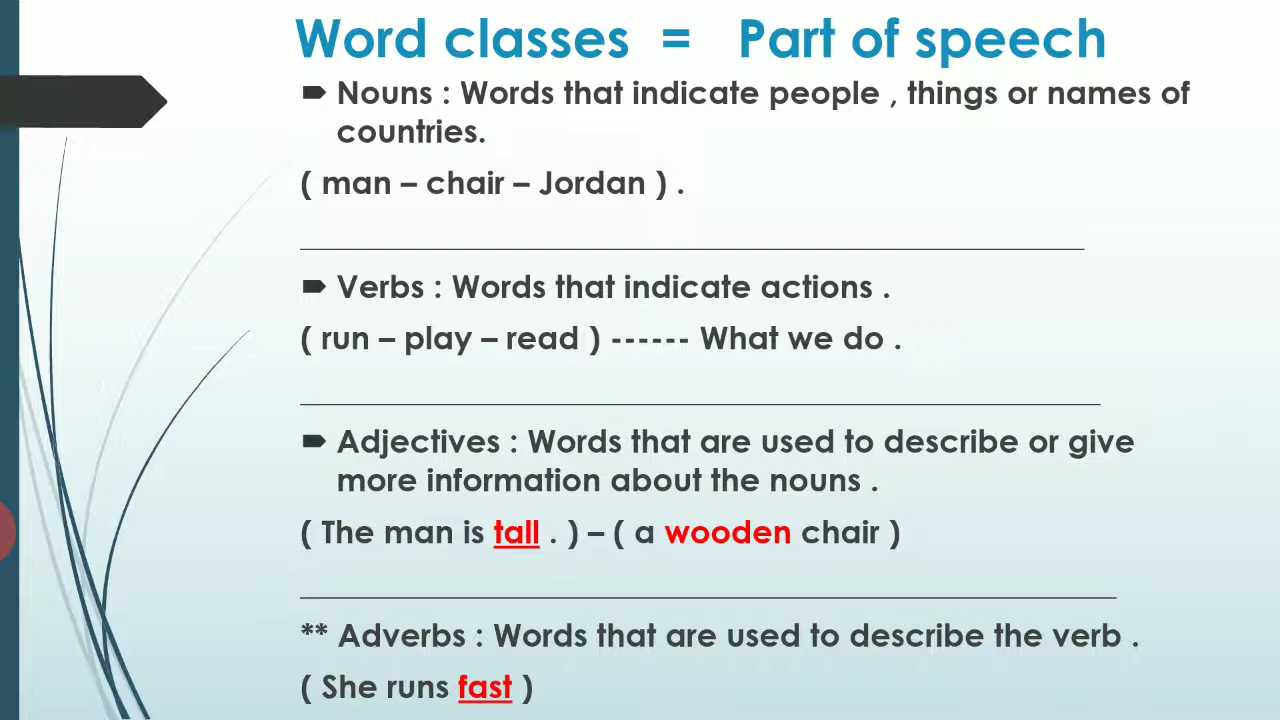 Word classes = Part of speech
Nouns : Words that indicate people , things or names of
countries.
( man – chair – Jordan ) .
Verbs : Words that indicate actions .
( run – play – read ) ------ What we do .
Adjectives : Words that are used to describe or give
more information about the nouns .
( The man is tall . ) – ( a wooden chair )
** Adverbs : Words that are used to describe the verb .
( She runs fast )